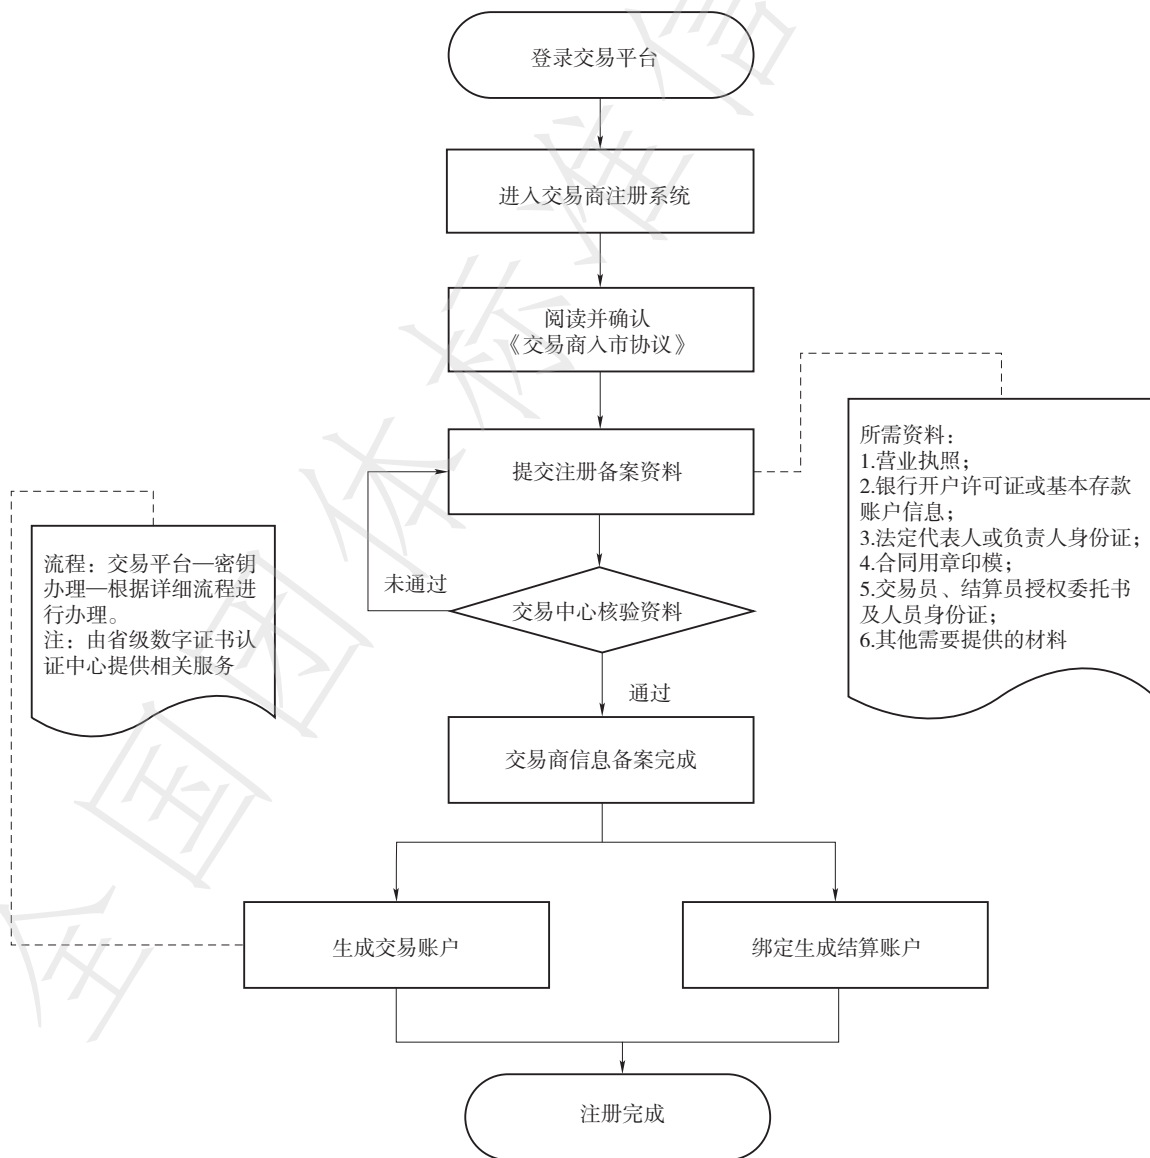 登录交易平台
进入交易商注册系统
阅读并确认
《交易商入市协议》
提交注册备案资料
所需资料：
1.营业执照；
2.银行开户许可证或基本存款
账户信息；
3.法定代表人或负责人身份证；
4.合同用章印模；
5.交易员、结算员授权委托书
及人员身份证；
6.其他需要提供的材料
流程：交易平台—密钥
办理—根据详细流程进
行办理。
注：由省级数字证书认
证中心提供相关服务
未通过
交易中心核验资料
通过
交易商信息备案完成
生成交易账户
绑定生成结算账户
注册完成
全国团体标准信